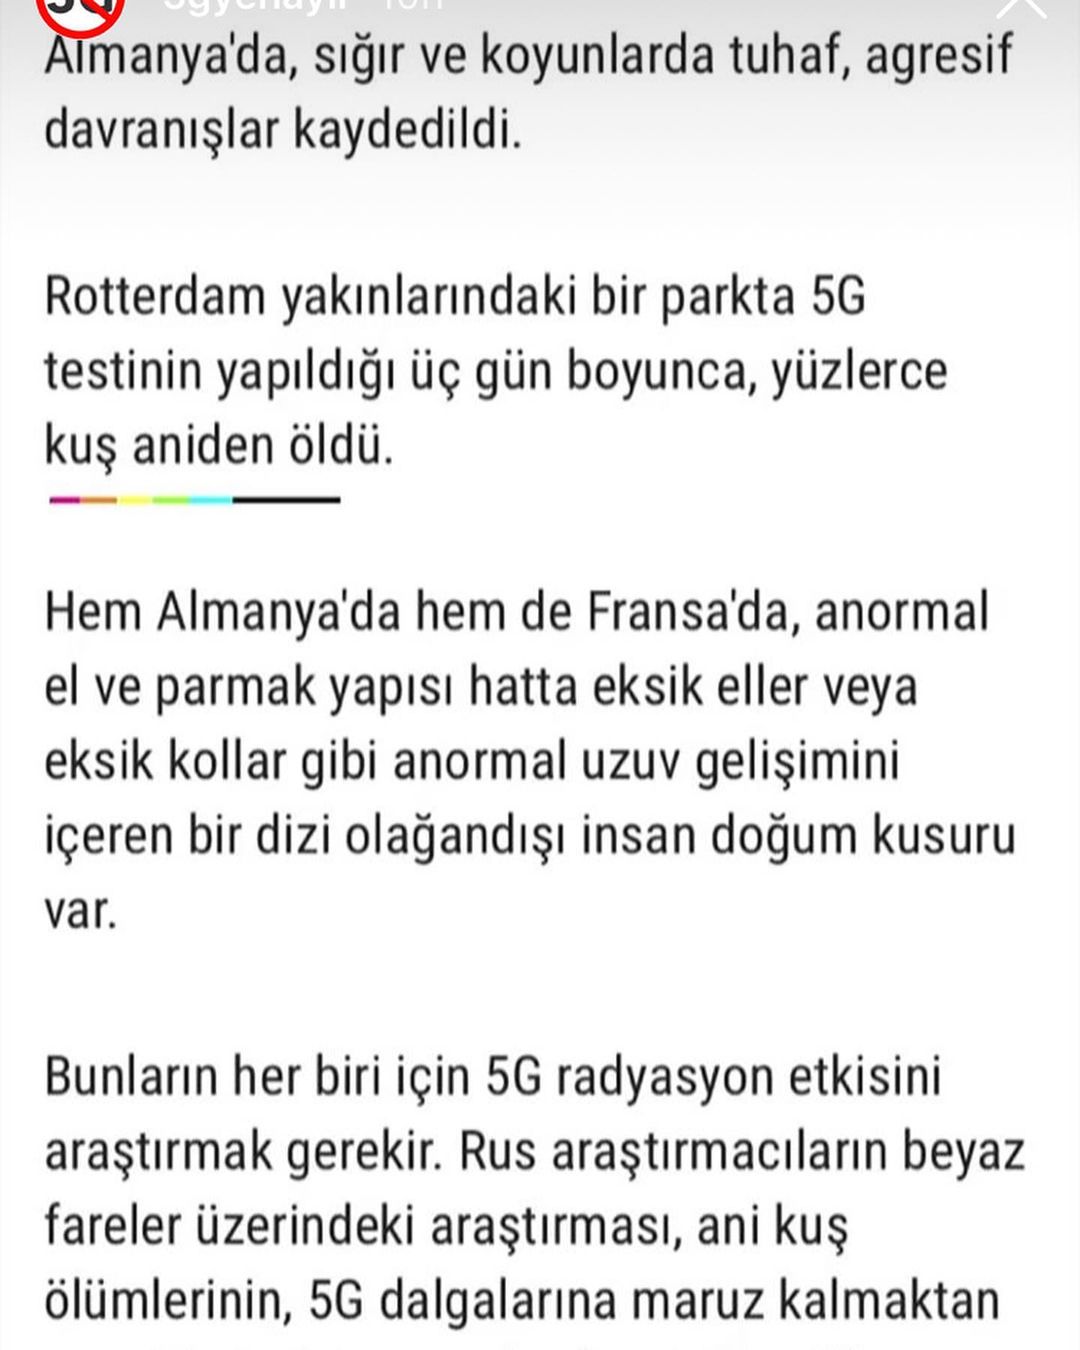 Almanya'da, sığır ve koyunlarda tuhaf, agresif
davranışlar kaydedildi.
Rotterdam yakınlarındaki bir parkta 5G
testinin yapıldığı üç gün boyunca, yüzlerce
kuş aniden öldü.
Hem Almanya'da hem de Fransa'da, anormal
el ve parmak yapısı hatta eksik eller veya
eksik kollar gibi anormal uzuv gelişimini
içeren bir dizi olağandışı insan doğum kusuru
var.
Bunların her biri için 5G radyasyon etkisini
araştırmak gerekir. Rus araştırmacıların beyaz
fareler üzerindeki araştırması, ani kuş
ölümlerinin, 5G dalgalarına maruz kalmaktan